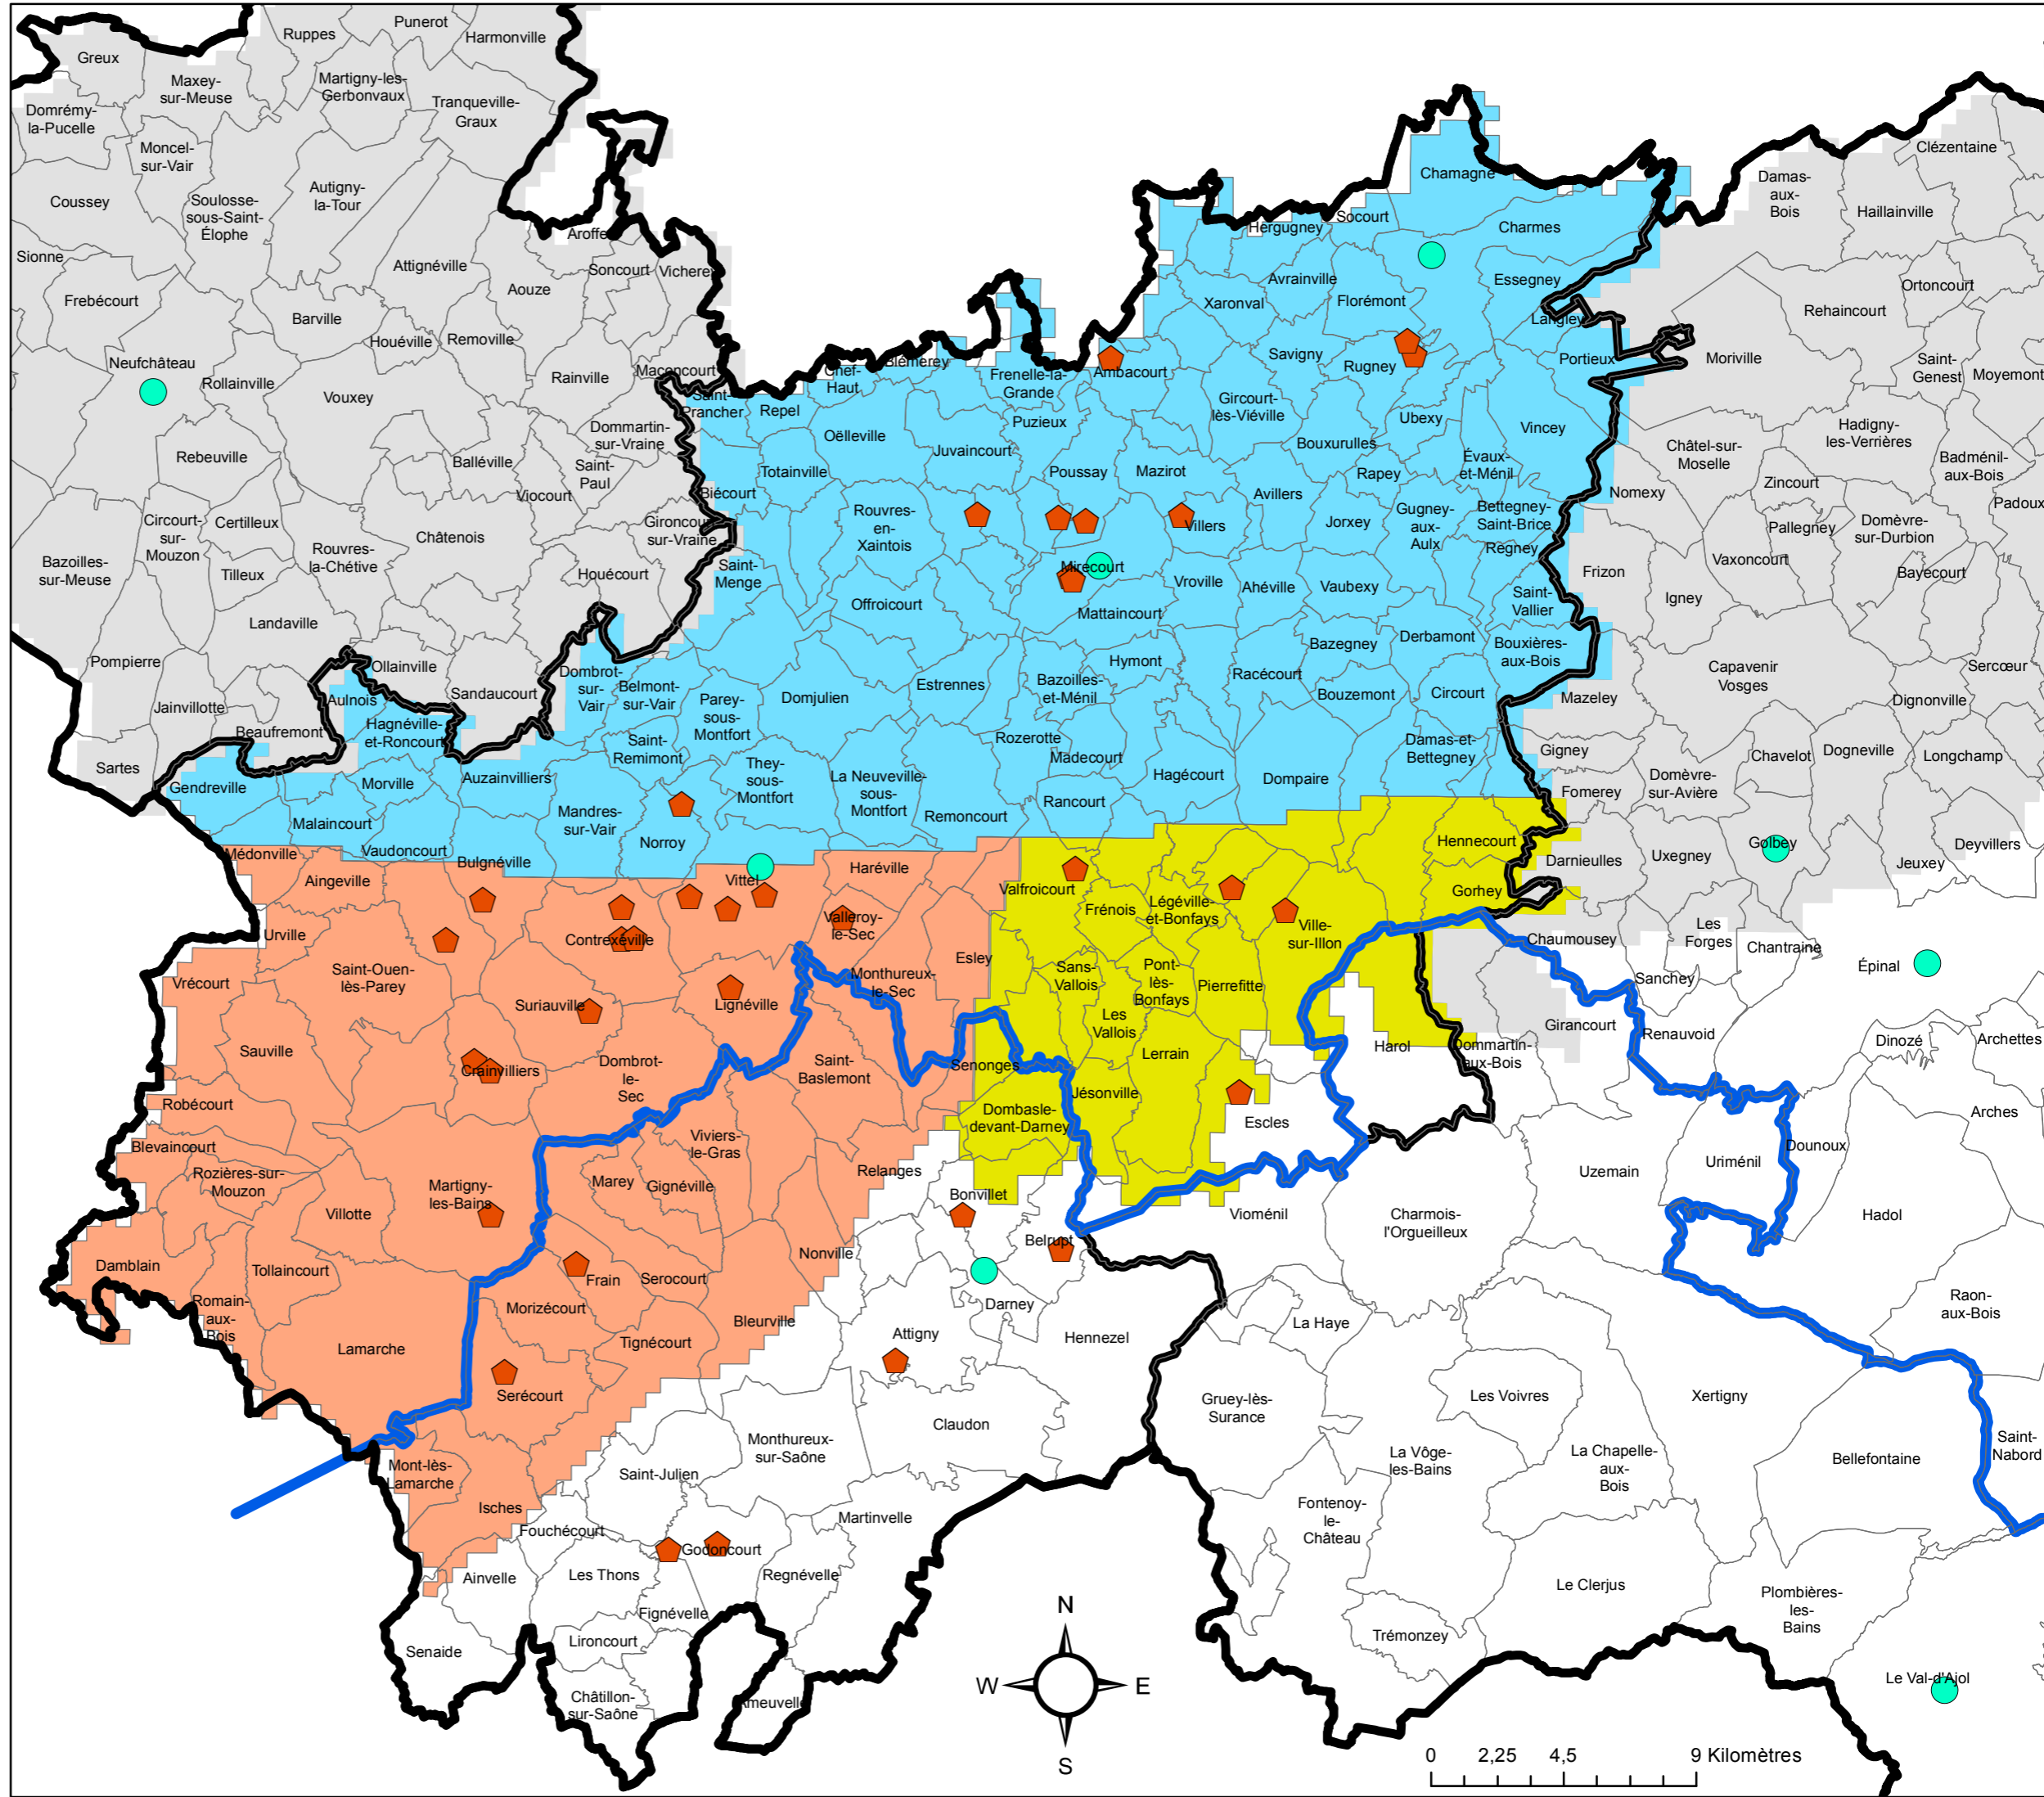 Punerot
Ruppes
Harmonville
Greux
Maxey-
sur-Meuse
Martigny-les-
Gerbonvaux
Tranqueville-
Graux
Domrémy-
la-Pucelle
Moncel-
sur-Vair
Clézentaine
Chamagne
Damas-
aux-
Bois
Coussey
Soulosse-
sous-Saint-
Élophe
Autigny-
la-Tour
Haillainville
Socourt
Hergugney
Charmes
Aroffe
Sionne
Attignéville
Soncourt
Vichere
Aouze
Avrainville
Essegney
Ortoncourt
Frebécourt
Xaronval
Florémont
Rehaincourt
Barville
Langley
Houéville
Removille
Neufchâteau
Savigny
Rugney
Portieux
Moriville
Saint-
Genest
Moyemont
Blémerey
Chef-
Haut
Maconcourt
Ambacourt
Frenelle-la-
Grande
Rollainville
Rainville
Vouxey
Saint-
Prancher
Repel
Gircourt-
lès-Viéville
Puzieux
Ubexy
Vincey
Hadigny-
les-Verrières
Dommartin-
sur-Vraine
Oëlleville
Juvaincourt
Bouxurulles
Châtel-sur-
Moselle
Rebeuville
Balléville
Saint-
Paul
Totainville
Poussay
Mazirot
Rapey
Évaux-
et-Ménil
Badménil-
aux-Bois
Zincourt
Nomexy
Viocourt
Biécourt
Avillers
Padoux
Circourt-
sur-
Mouzon
Certilleux
Gironcour
sur-Vraine
Rouvres-
en-
Xaintois
Villers
Jorxey
Gugney-
aux-
Aulx
Bettegney-
Saint-Brice
Pallegney
Domèvre-
sur-Durbion
Châtenois
Rouvres-
la-Chétive
Regney
Vaxoncourt
Bazoilles-
sur-Meuse
Tilleux
Houécourt
Saint-
Menge
Mirecourt
Vroville
Ahéville
Vaubexy
Frizon
Bayecourt
Saint-
Vallier
Igney
Offroicourt
Mattaincourt
Landaville
Derbamont
Bazegney
Bouxières-
aux-Bois
Pompierre
Ollainville
Hymont
Capavenir
Vosges
Sercœur
Dombrot-
sur-
Vair
Belmont-
sur-Vair
Racécourt
Estrennes
Bazoilles-
et-Ménil
Bouzemont
Circourt
Sandaucourt
Aulnois
Parey-
sous-
Montfort
Domjulien
Mazeley
Dignonville
Jainvillotte
Hagnéville-
et-Roncourt
Beaufremont
Saint-
Remimont
Rozerotte
Madecourt
Damas-et-
Bettegney
Gigney
Chavelot
Dogneville
Longchamp
Sartes
Gendreville
Morville
Auzainvilliers
They-
sous-
Montfort
La Neuveville-
sous-
Montfort
Hagécourt
Dompaire
Domèvre-
sur-Avière
Fomerey
Rancourt
Malaincourt
Mandres-
sur-Vair
Remoncourt
Norroy
Hennecourt
Golbey
Deyvillers
Médonville
Vaudoncourt
Bulgnéville
Darnieulles
Uxegney
Jeuxey
Aingeville
Vittel
Haréville
Valfroicourt
Gorhey
Frénois
Légéville-
et-Bonfays
Valleroy-
le-Sec
Ville-
sur-Illon
Les
Forges
Urville
Contrexéville
Chaumousey
Chantraine
Esley
Sans-
Vallois
Pont-
lès-
Bonfays
Épinal
Vrécourt
Saint-Ouen-
lès-Parey
Monthureux-
le-Sec
Pierrefitte
Sanchey
Suriauville
Lignéville
Les
Vallois
Girancourt
Renauvoid
Sauville
Lerrain
Harol
Dinozé
Archettes
Dombrot-
le-
Sec
Saint-
Baslemont
Senonges
Dommartin-
aux-Bois
Crainvilliers
Robécourt
Jésonville
Dombasle-
devant-Darney
Arches
Escles
Blevaincourt
Viviers-
le-Gras
Dounoux
Rozières-sur-
Mouzon
Relanges
Uzemain
Uriménil
Martigny-
les-Bains
Marey
Gignéville
Bonvillet
Villotte
Vioménil
Charmois-
l'Orgueilleux
Hadol
Belrupt
Nonville
Damblain
Tollaincourt
Frain
Serocourt
Raon-
aux-Bois
Romain-
aux-
Bois
Morizécourt
Darney
Bleurville
La Haye
Attigny
Hennezel
Lamarche
Tignécourt
Serécourt
Gruey-lès-
Surance
Les Voivres
Xertigny
Claudon
Monthureux-
sur-Saône
Saint-
Nabord
La Vôge-
les-Bains
La Chapelle-
aux-
Bois
Bellefontaine
Mont-lès-
Lamarche
Saint-Julien
Isches
Fontenoy-
le-
Château
Martinvelle
Fouchécourt
Godoncourt
Ainvelle
Les Thons
Regnévelle
Le Clerjus
Plombières-
les-
Bains
Fignévelle
N
Lironcourt
Trémonzey
Senaide
Le Val-d'Ajol
W
E
Châtillon-
sur-Saône
Ameuvelle
S
0 2,25 4,5 9 Kilomètres